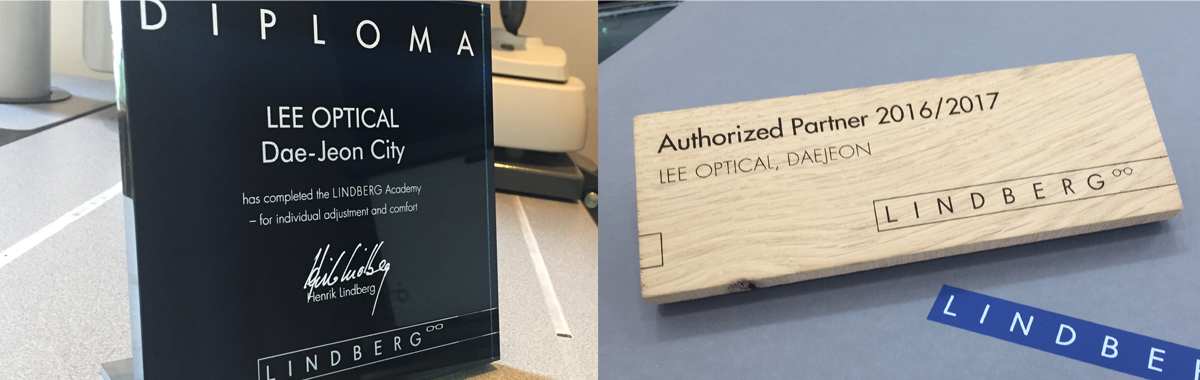 DIPLOMA
LEE OPTICAL
Dae-Jeon City
has completed the LINDBERG Academy
– for individual adjustment and comfort
Henrik Lindberg
LINDBERG
Authorized Partner 2016/2017
LEE OPTICAL, DAEJEON
LINDBERG
LINDBE